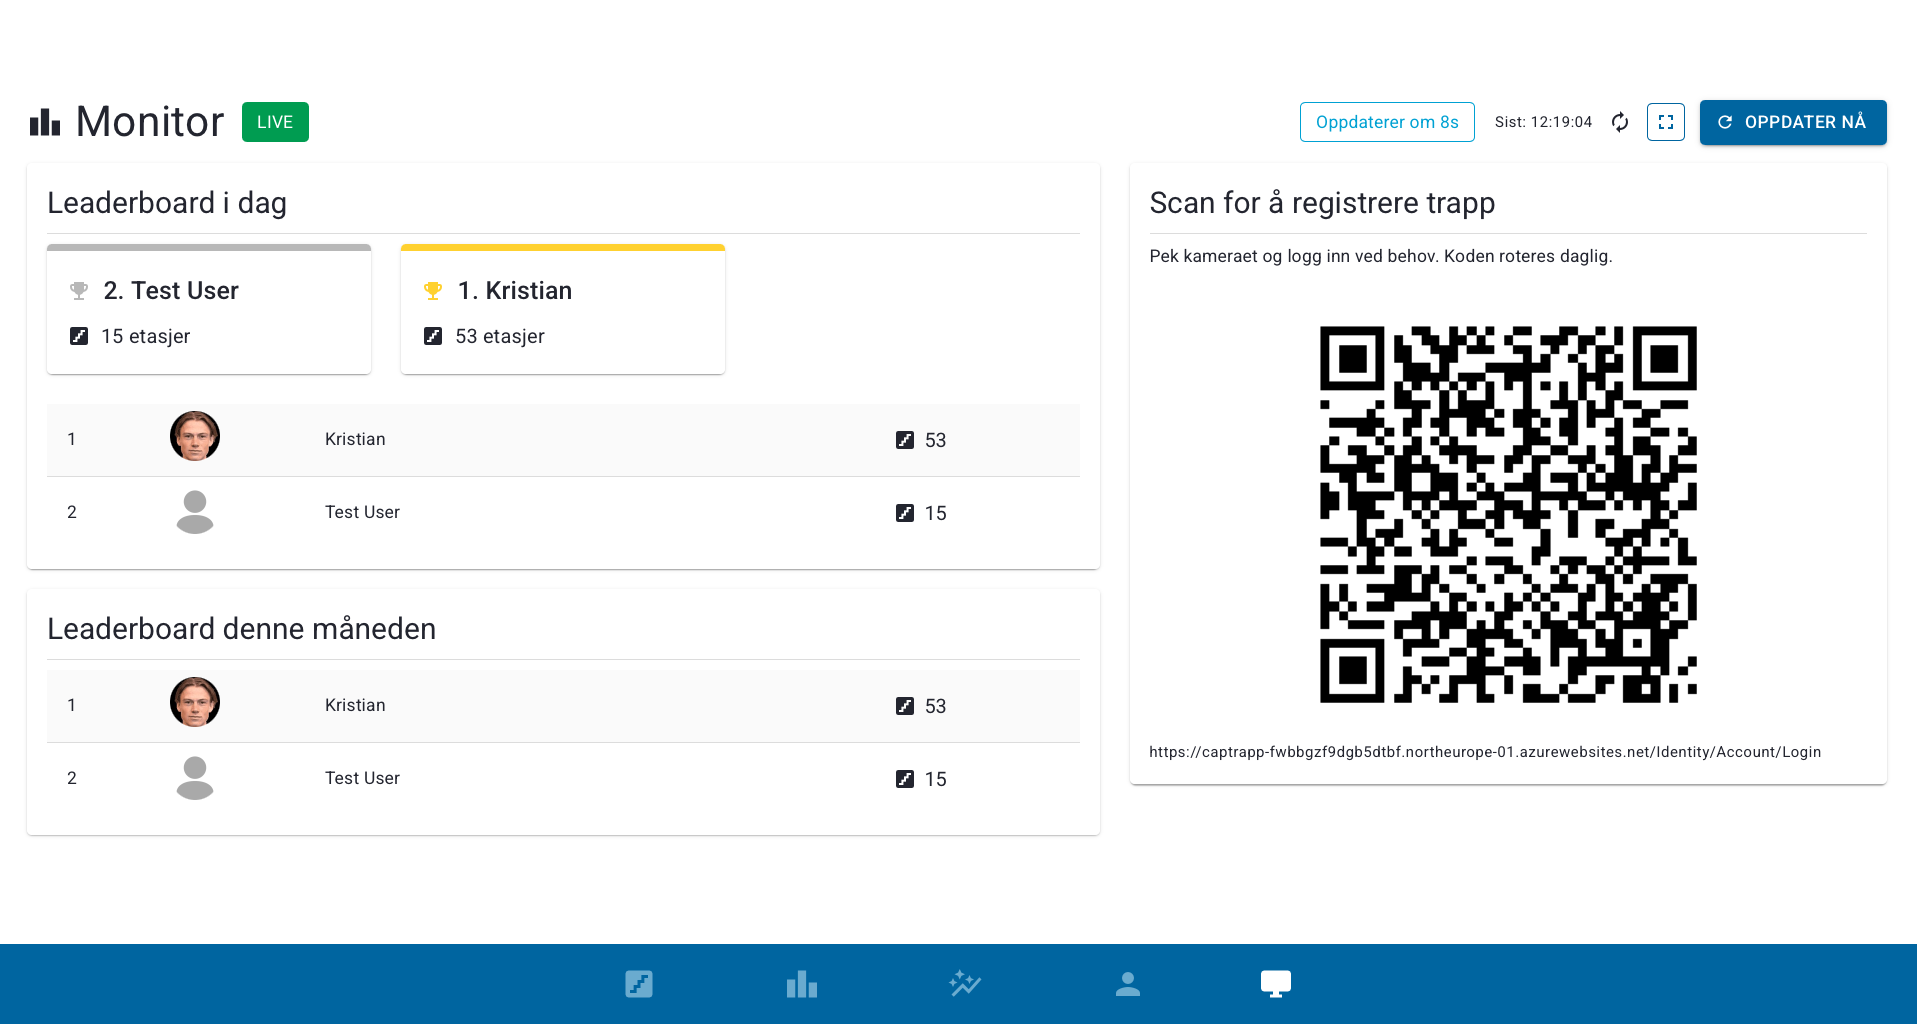 Monitor
LIVE
Oppdaterer om 8s
Sist: 12:19:04
OPPDATER NÅ
Leaderboard i dag
2. Test User
15 etasjer
1. Kristian
53 etasjer
1 Kristian 53
2 Test User 15
Leaderboard denne måneden
1 Kristian 53
2 Test User 15
Scan for å registrere trapp
Pek kameraet og logg inn ved behov. Koden roteres daglig.
https://captrapp-fwbbgzf9dgb5dtbf.northeurope-01.azurewebsites.net/Identity/Account/Login